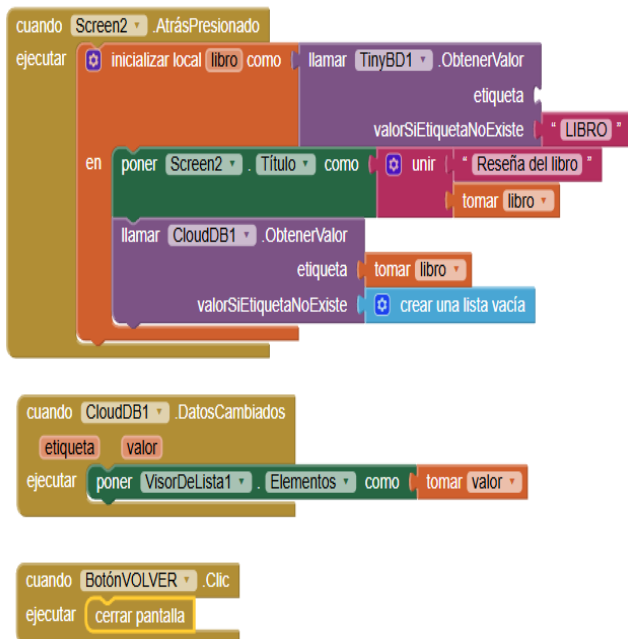 cuando Screen2 .AtrásPresionado
ejecutar inicializar local libro como llamar TinyBD1 .ObtenerValor
etiqueta
valorSiEtiquetaNoExiste " LIBRO "
en poner Screen2 . Título como unir " Reseña del libro "
tomar libro
llamar CloudDB1 .ObtenerValor
etiqueta tomar libro
valorSiEtiquetaNoExiste crear una lista vacía
cuando CloudDB1 .DatosCambiados
etiqueta valor
ejecutar poner VisorDeLista1 . Elementos como tomar valor
cuando BotónVOLVER .Clic
ejecutar cerrar pantalla